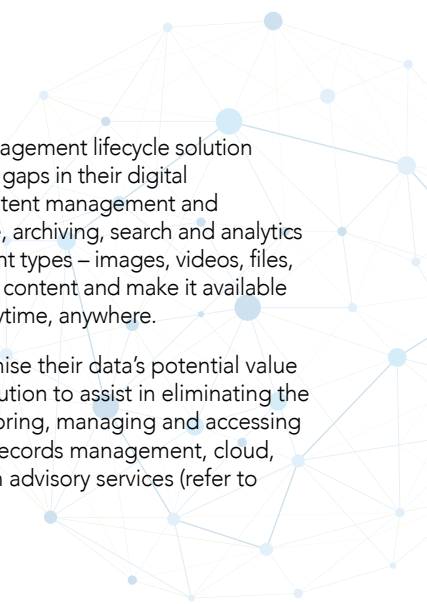 agement lifecycle solution
gaps in their digital
tent management and
, archiving, search and analytics
nt types – images, videos, files,
content and make it available
ytime, anywhere.
nise their data's potential value
ution to assist in eliminating the
oring, managing and accessing
ecords management, cloud,
n advisory services (refer to